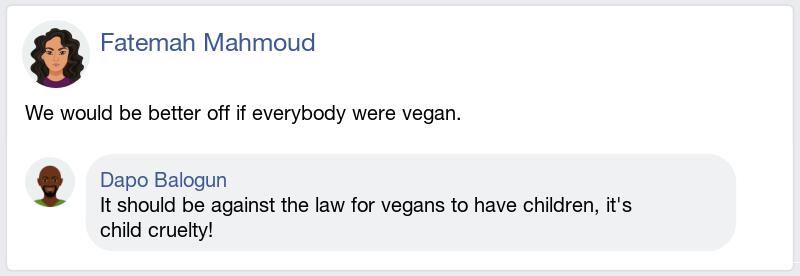 Fatemah Mahmoud
We would be better off if everybody were vegan.
Dapo Balogun
It should be against the law for vegans to have children, it's
child cruelty!